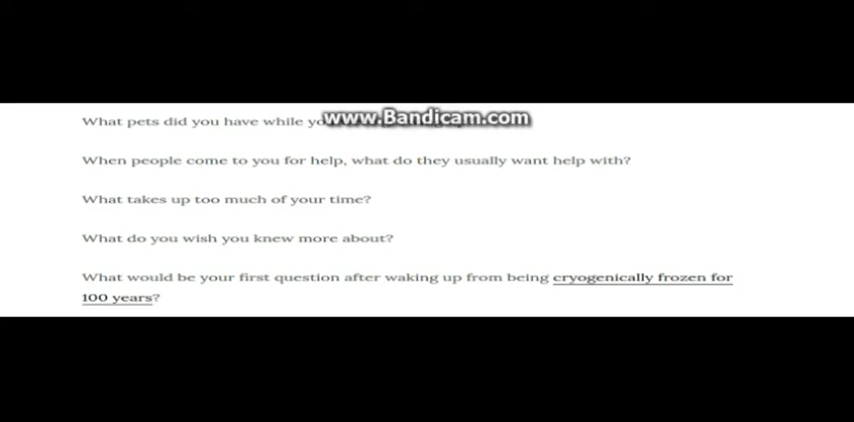 What pets did you have while
www.Bandicam.com
When people come to you for help, what do they usually want help with?
What takes up too much of your time?
What do you wish you knew more about?
What would be your first question after waking up from being cryogenically frozen for
100 years?